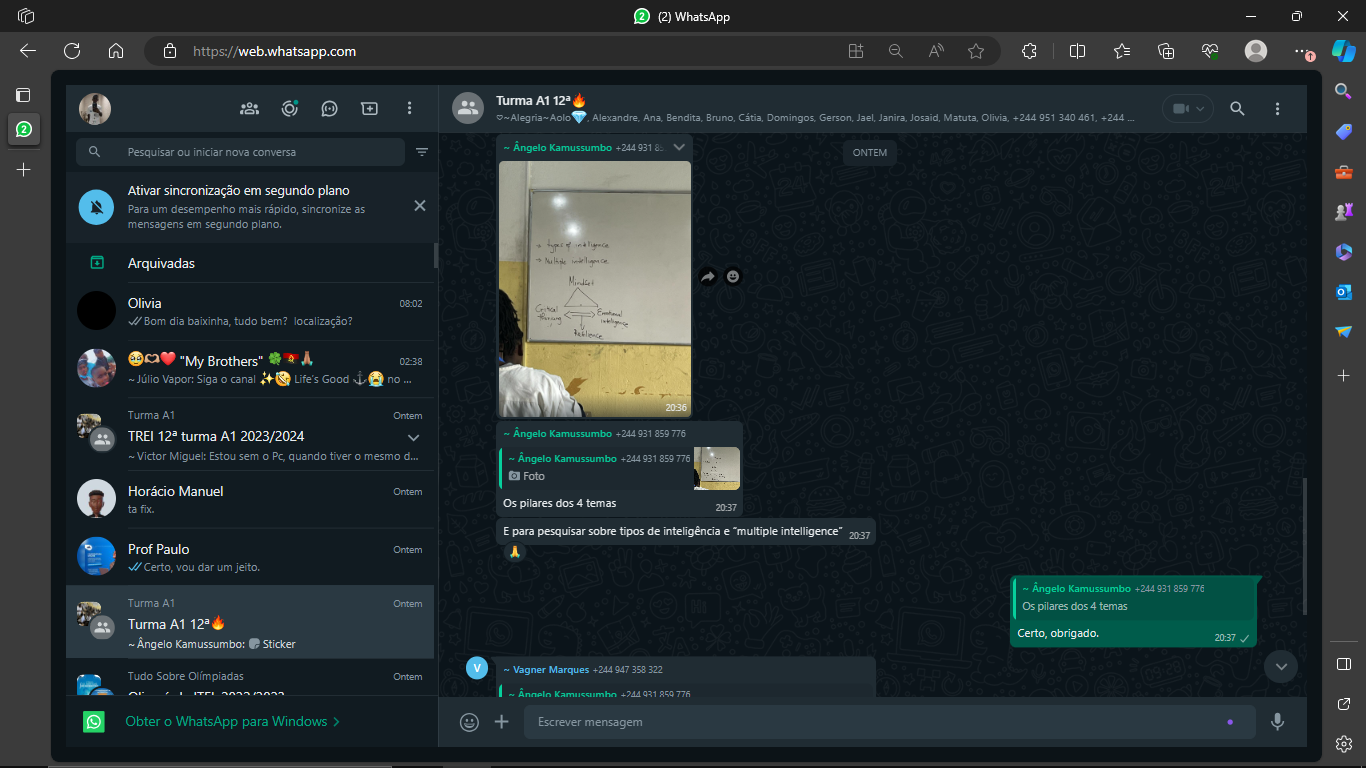 (2) WhatsApp
https://web.whatsapp.com
Pesquisar ou iniciar nova conversa
Ativar sincronização em segundo plano
Para um desempenho mais rápido, sincronize as
mensagens em segundo plano.
Arquivadas
Olivia 08:02
Bom dia baixinha, tudo bem? localização?
🥹🫶🏾❤️ "My Brothers" 🍀🇦🇴🙏🏾 02:38
~ Júlio Vapor: Siga o canal ✨🥳 Life's Good ⚓😭 no ...
Turma A1 Ontem
TREI 12ª turma A1 2023/2024
~ Victor Miguel: Estou sem o Pc, quando tiver o mesmo d...
Horácio Manuel Ontem
ta fix.
Prof Paulo Ontem
Certo, vou dar um jeito.
Turma A1 Ontem
Turma A1 12ª🔥
~ Ângelo Kamussumbo: Sticker
Tudo Sobre Olímpiadas Ontem
Obter o WhatsApp para Windows
Turma A1 12ª🔥
♡~Alegria~Aolo💎, Alexandre, Ana, Bendita, Bruno, Cátia, Domingos, Gerson, Jael, Janira, Josaid, Matuta, Olivia, +244 951 340 461, +244 ...
ONTEM
~ Ângelo Kamussumbo +244 931 8
→ types of intelligence
→ Multiple intelligence
Mindset
Critical
thinking
Emotional
intelligence
Resilience
20:36
~ Ângelo Kamussumbo +244 931 859 776
~ Ângelo Kamussumbo +244 931 859 776
Foto
Os pilares dos 4 temas 20:37
E para pesquisar sobre tipos de inteligência e “multiple intelligence” 20:37
🙏
~ Ângelo Kamussumbo +244 931 859 776
Os pilares dos 4 temas
Certo, obrigado. 20:37
V
~ Vagner Marques +244 947 358 322
~ Ângelo Kamussumbo +244 931 859 776
Escrever mensagem